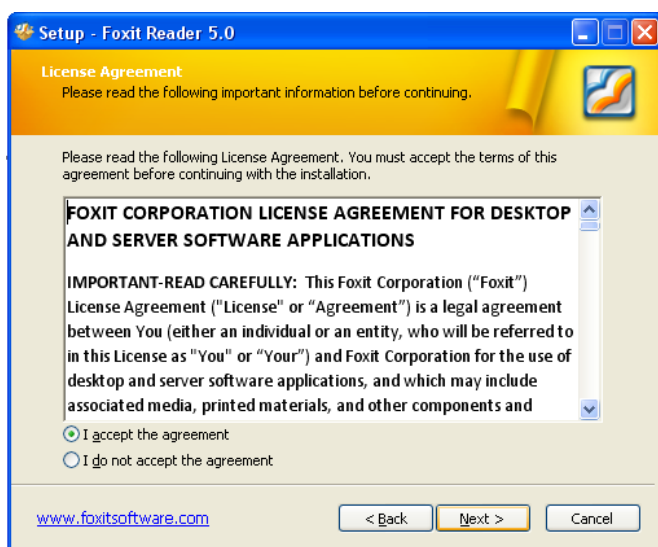 Setup - Foxit Reader 5.0
License Agreement
Please read the following important information before continuing.
Please read the following License Agreement. You must accept the terms of this
agreement before continuing with the installation.
FOXIT CORPORATION LICENSE AGREEMENT FOR DESKTOP
AND SERVER SOFTWARE APPLICATIONS
IMPORTANT-READ CAREFULLY: This Foxit Corporation (“Foxit”)
License Agreement ("License" or “Agreement”) is a legal agreement
between You (either an individual or an entity, who will be referred to
in this License as "You" or “Your”) and Foxit Corporation for the use of
desktop and server software applications, and which may include
associated media, printed materials, and other components and
I accept the agreement
I do not accept the agreement
www.foxitsoftware.com
< Back
Next >
Cancel